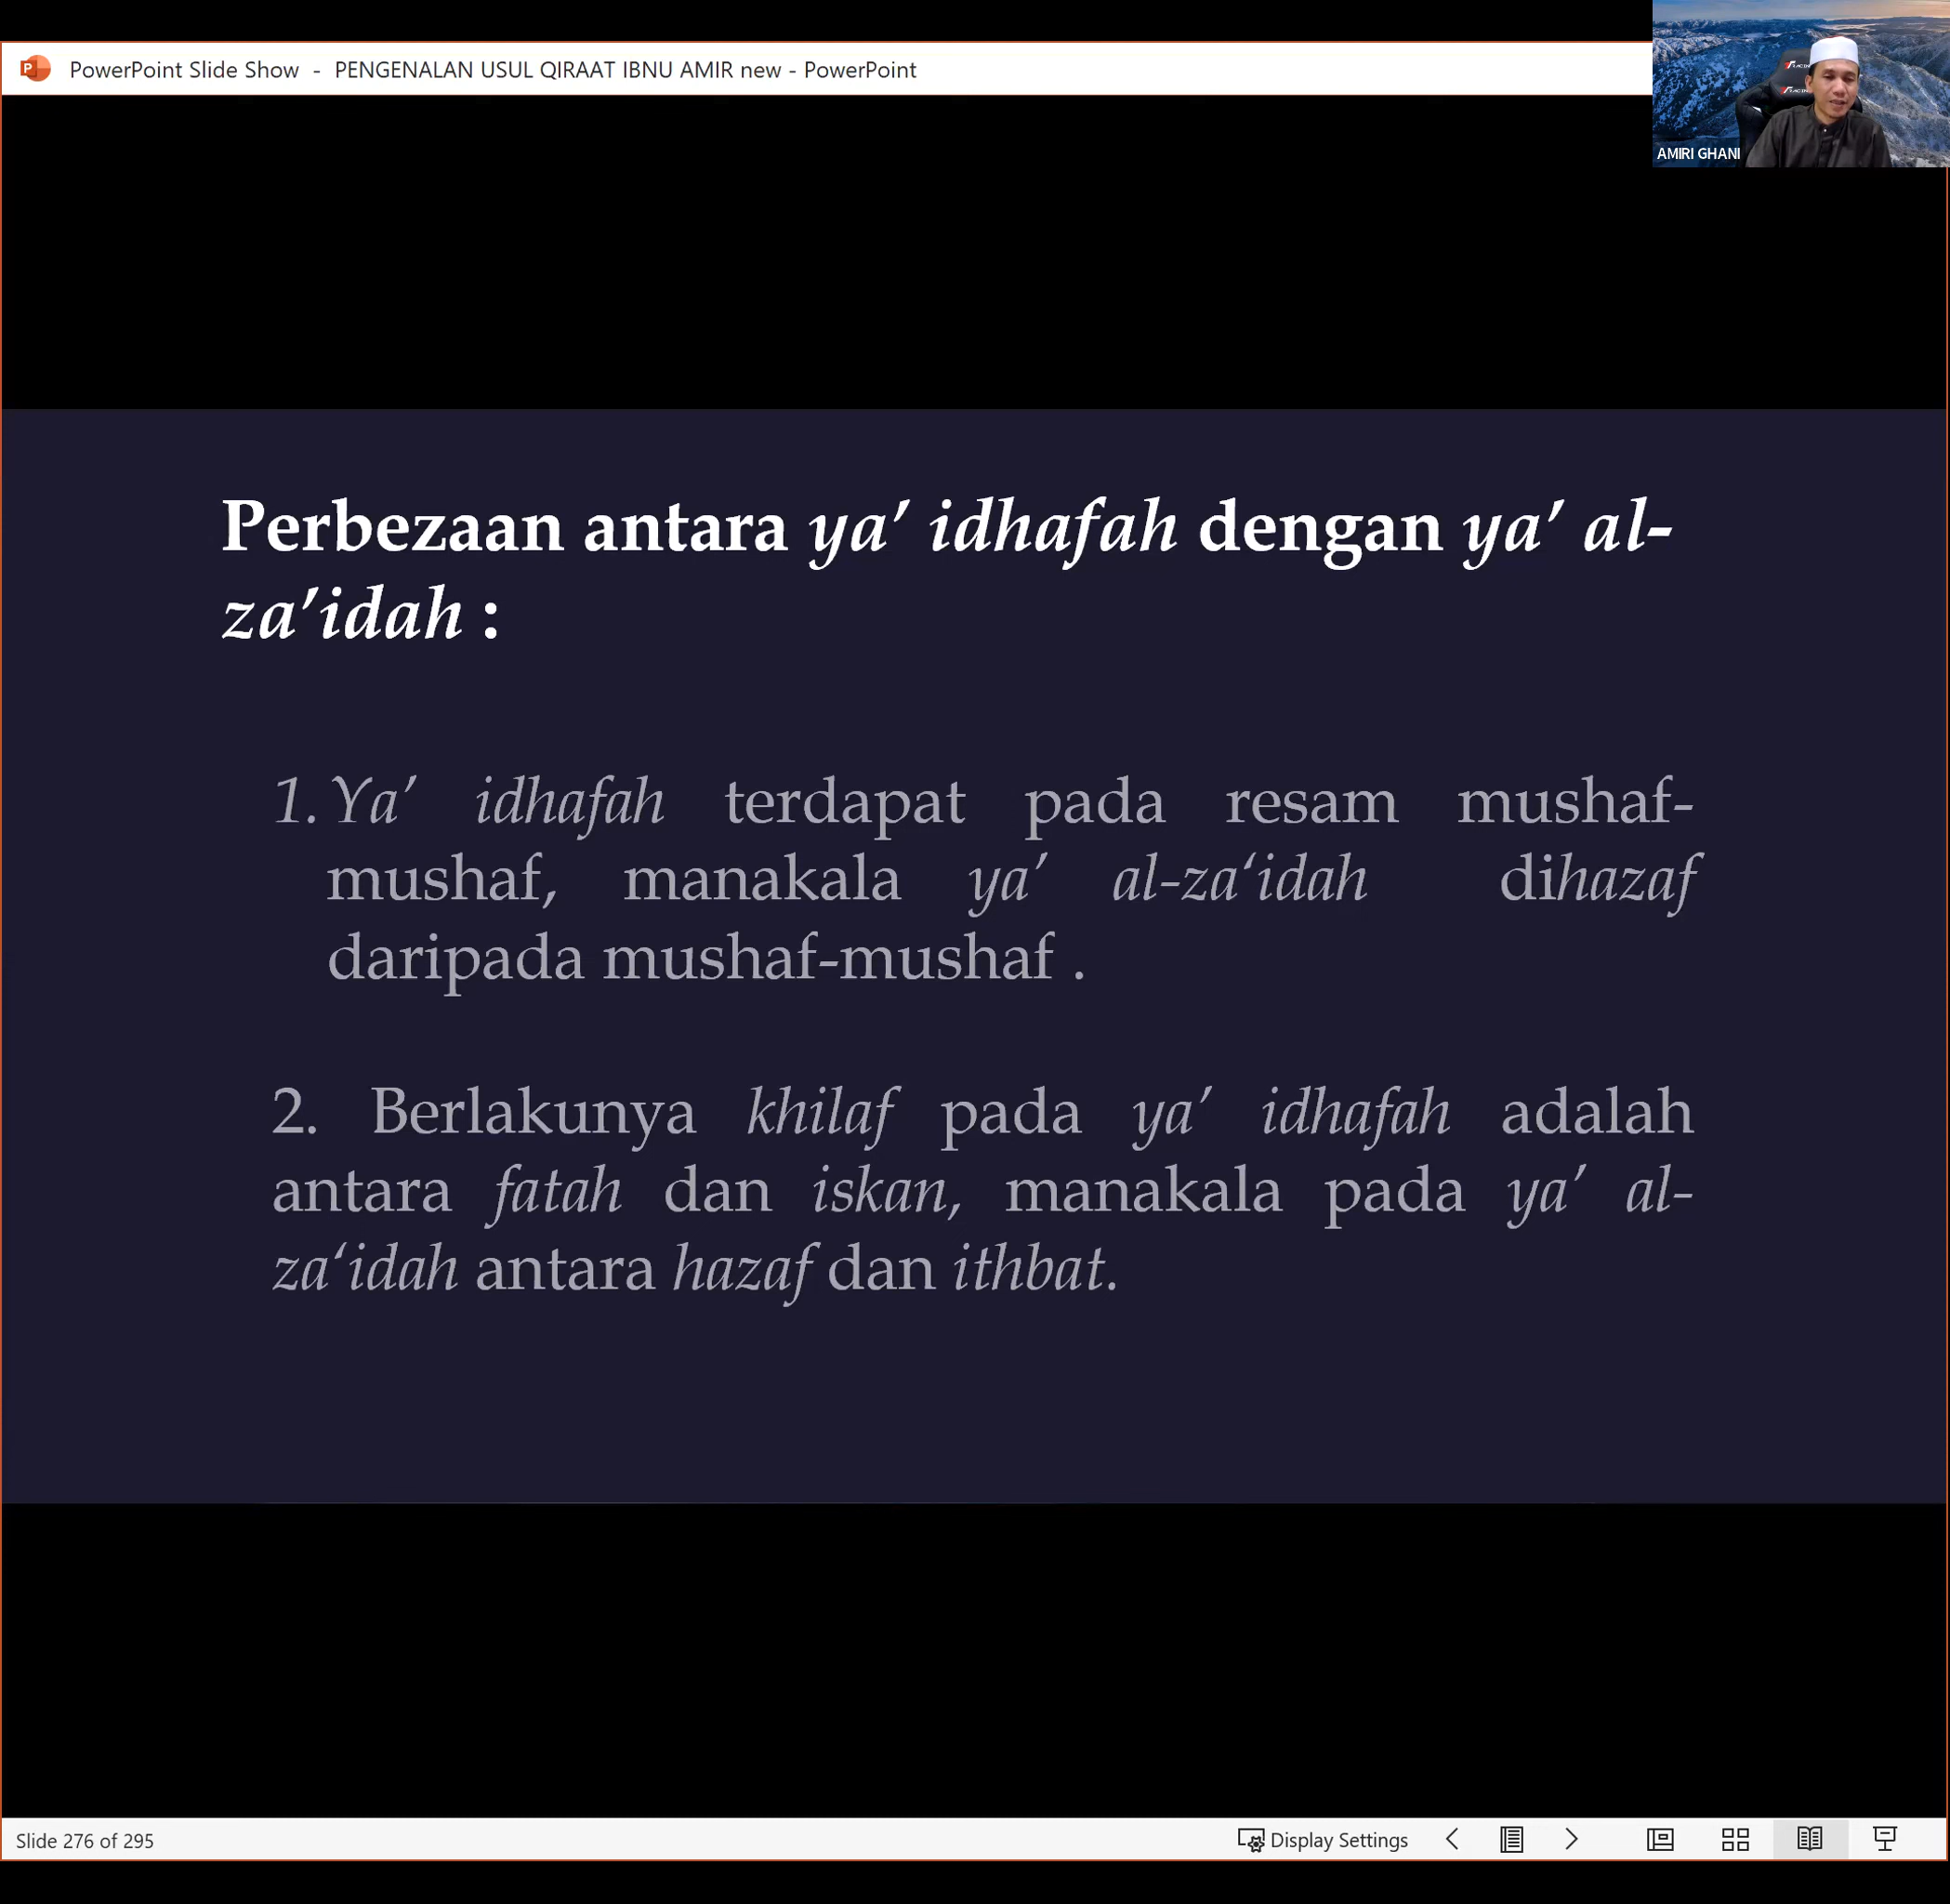 PowerPoint Slide Show - PENGENALAN USUL QIRAAT IBNU AMIR new - PowerPoint
AMIRI GHANI
Perbezaan antara ya’ idhafah dengan ya’ al-
za’idah :
1. Ya’ idhafah terdapat pada resam mushaf-
mushaf, manakala ya’ al-za‘idah dihazaf
daripada mushaf-mushaf .
2. Berlakunya khilaf pada ya’ idhafah adalah
antara fatah dan iskan, manakala pada ya’ al-
za‘idah antara hazaf dan ithbat.
Slide 276 of 295
Display Settings